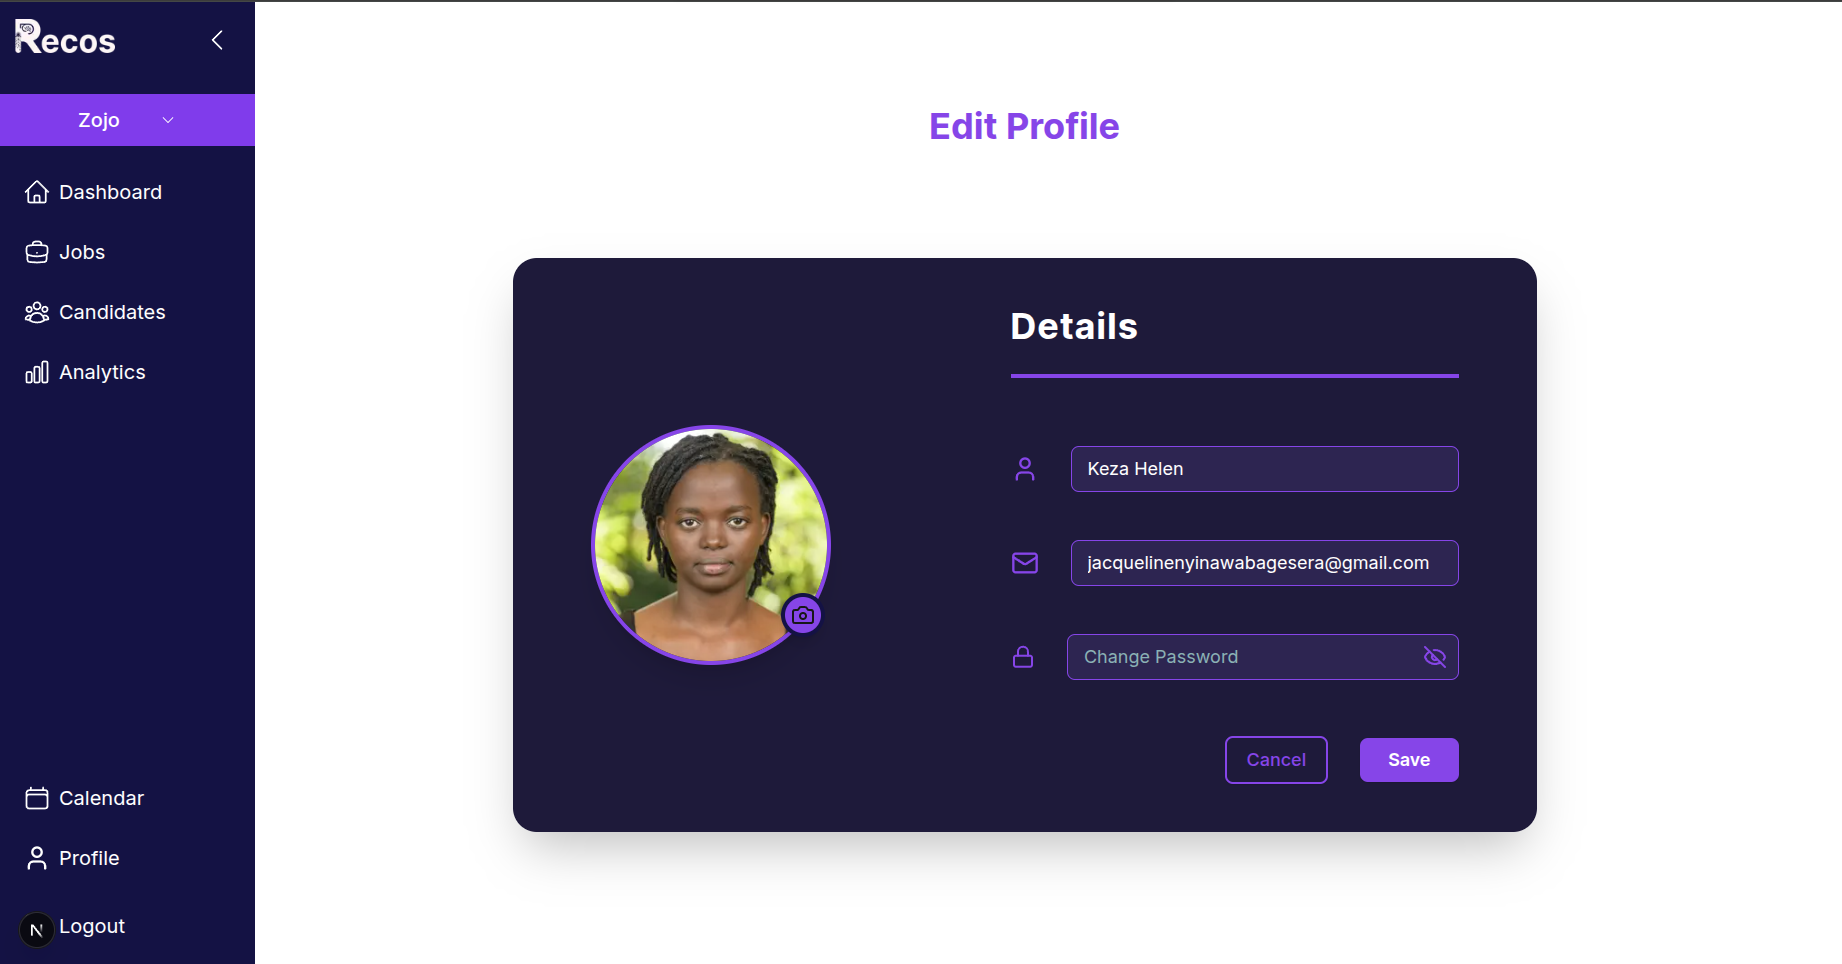 Recos
Zojo
Dashboard
Jobs
Candidates
Analytics
Calendar
Profile
N Logout
Edit Profile
Details
Keza Helen
jacquelinenyinawabagesera@gmail.com
Change Password
Cancel
Save